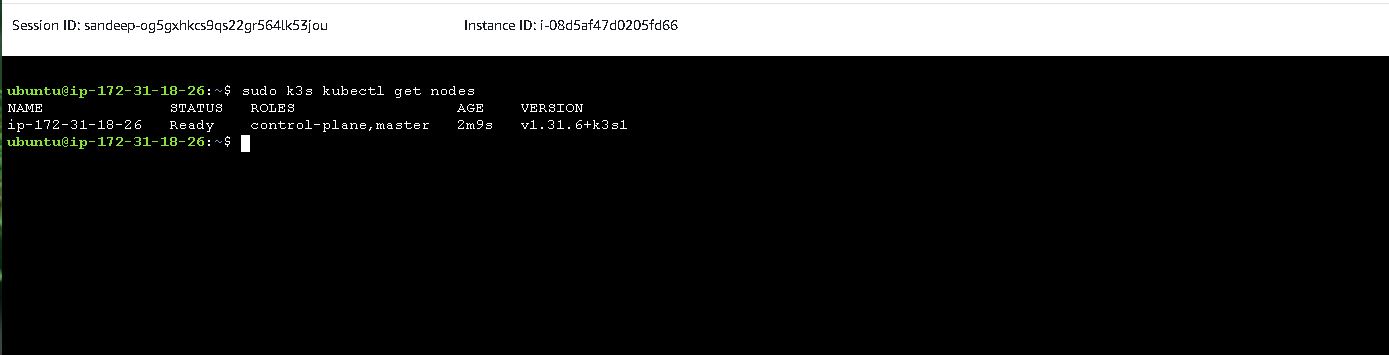 Session ID: sandeep-og5gxhkcs9qs22gr564lk53jou Instance ID: i-08d5af47d0205fd66
ubuntu@ip-172-31-18-26:~$ sudo k3s kubectl get nodes
NAME STATUS ROLES AGE VERSION
ip-172-31-18-26 Ready control-plane,master 2m9s v1.31.6+k3s1
ubuntu@ip-172-31-18-26:~$